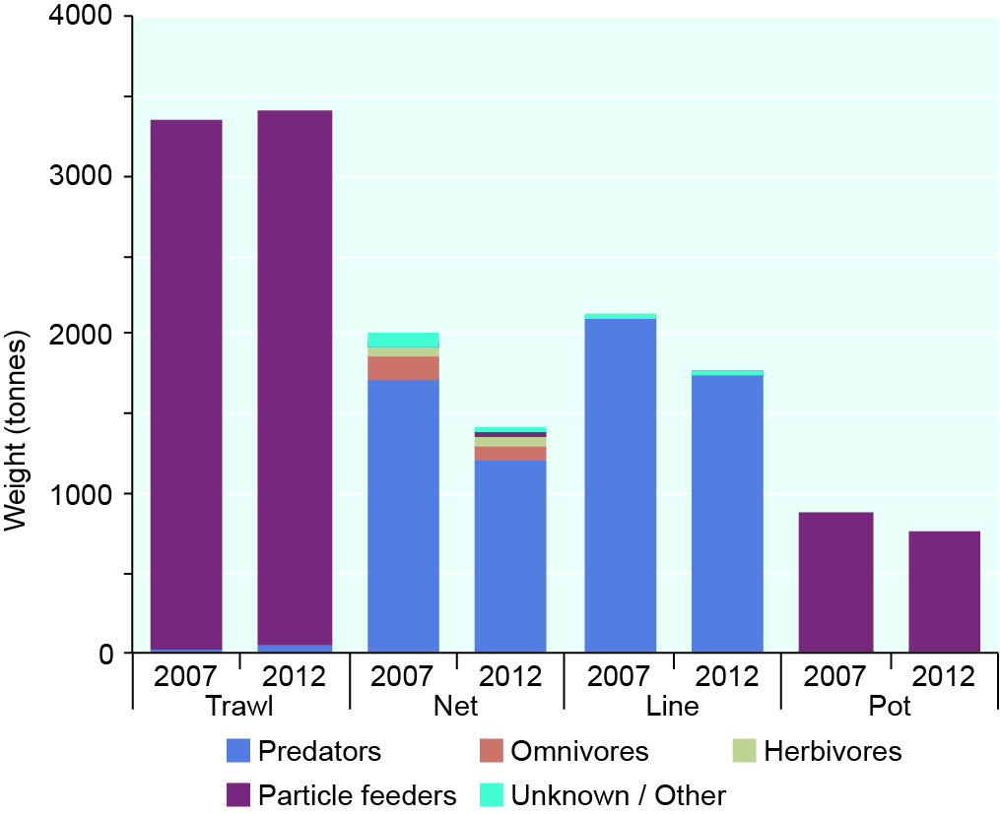 Weight (tonnes)
4000
3000
2000
1000
0
2007 2012 2007 2012 2007 2012 2007 2012
Trawl Net Line Pot
Predators Omnivores Herbivores
Particle feeders Unknown / Other